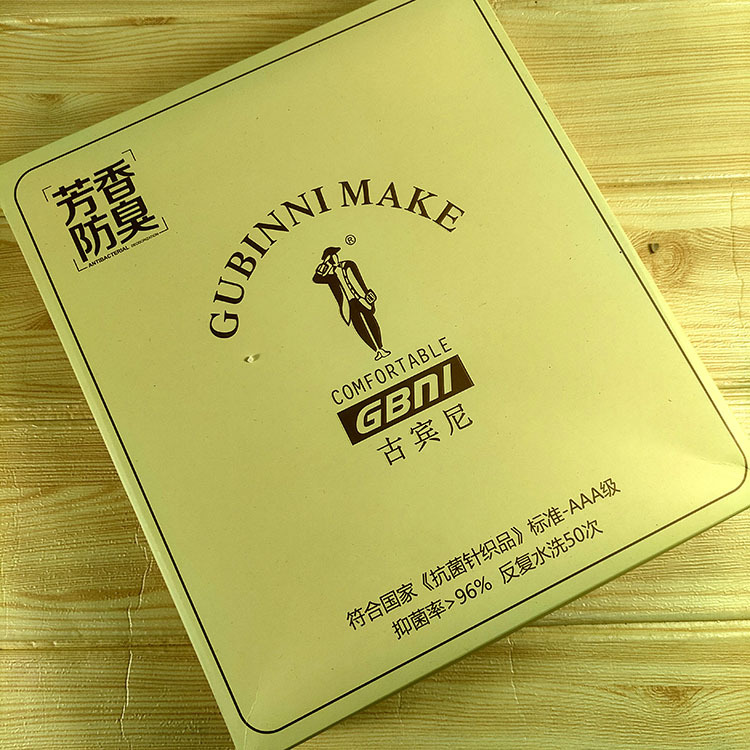 芳香
防臭
ANTIBACTERIAL DEODORIZATION
GUBINNI MAKE
®
COMFORTABLE
GBNI
古宾尼
符合国家《抗菌针织品》标准-AAA级
抑菌率>96% 反复水洗50次